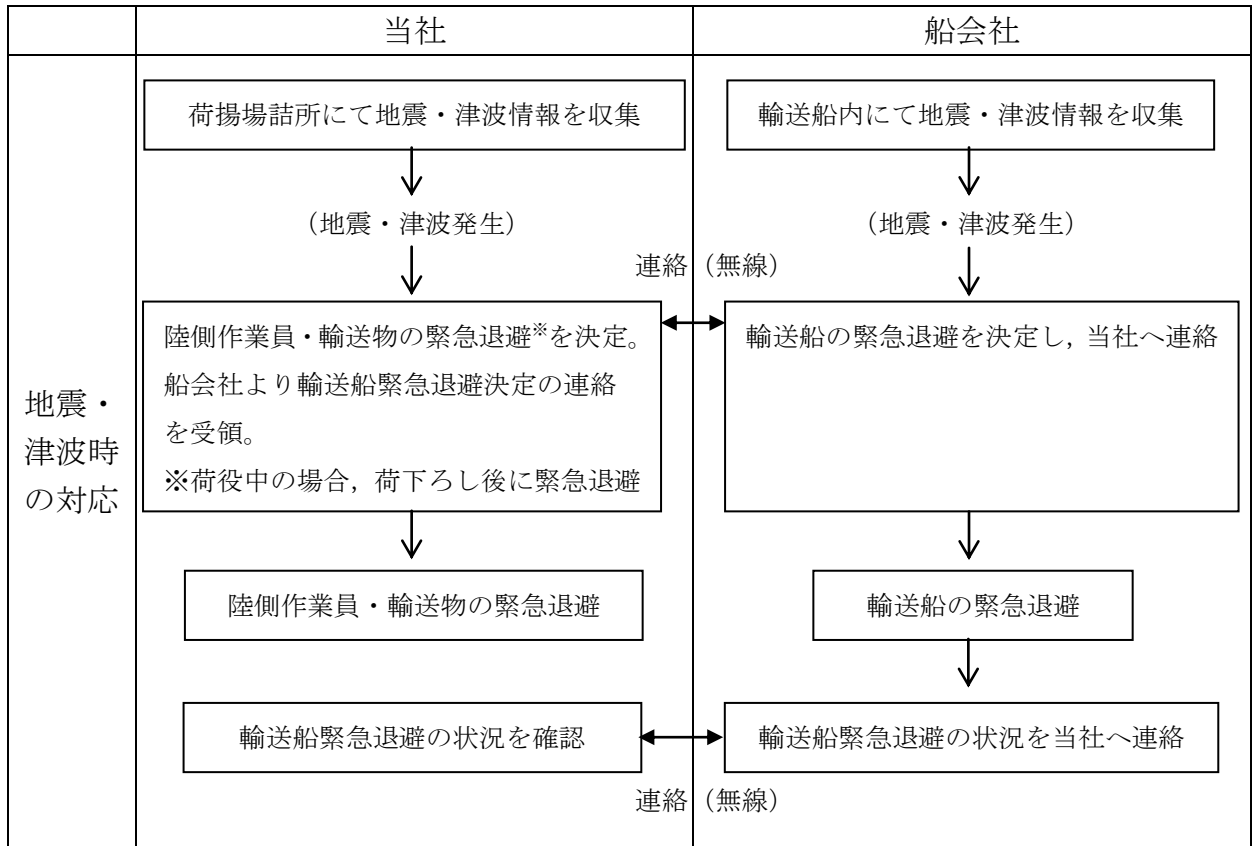 当社
船会社
地震・
津波時
の対応
荷揚場詰所にて地震・津波情報を収集
輸送船内にて地震・津波情報を収集
（地震・津波発生）
（地震・津波発生）
連絡（無線）
陸側作業員・輸送物の緊急退避※を決定。
船会社より輸送船緊急退避決定の連絡
を受領。
※荷役中の場合，荷下ろし後に緊急退避
輸送船の緊急退避を決定し，当社へ連絡
陸側作業員・輸送物の緊急退避
輸送船の緊急退避
輸送船緊急退避の状況を確認
輸送船緊急退避の状況を当社へ連絡
連絡（無線）